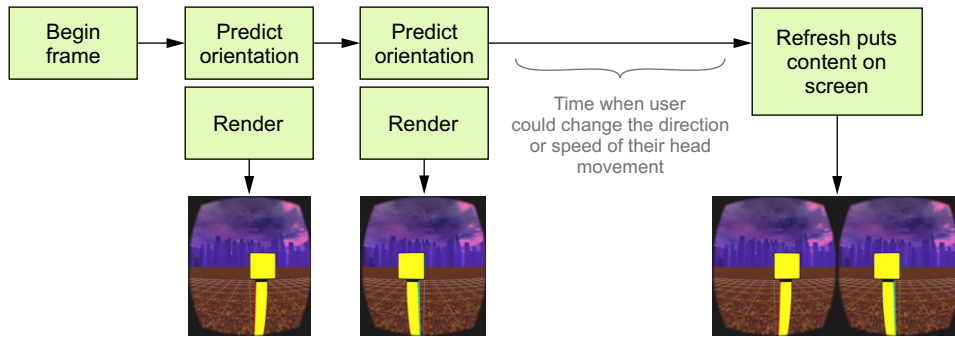 Begin
frame
Predict
orientation
Predict
orientation
Refresh puts
content on
screen
Render
Render
Time when user
could change the direction
or speed of their head
movement